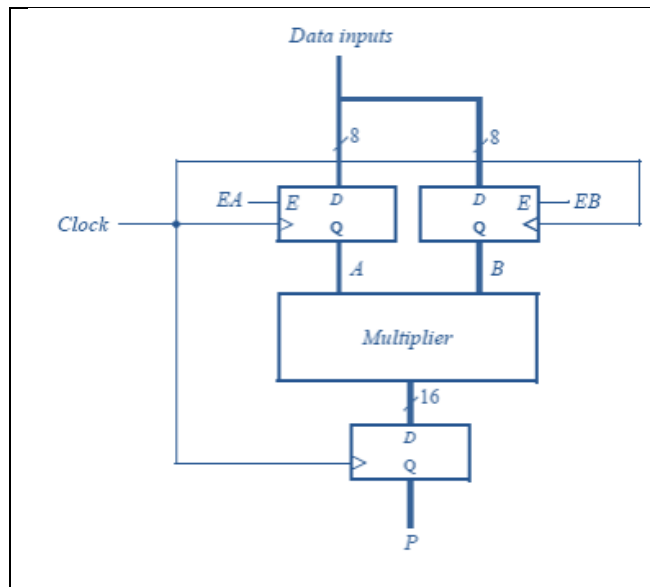 Data inputs
8 8
EA E D D E EB
Clock Q Q
A B
Multiplier
16
D
Q
P